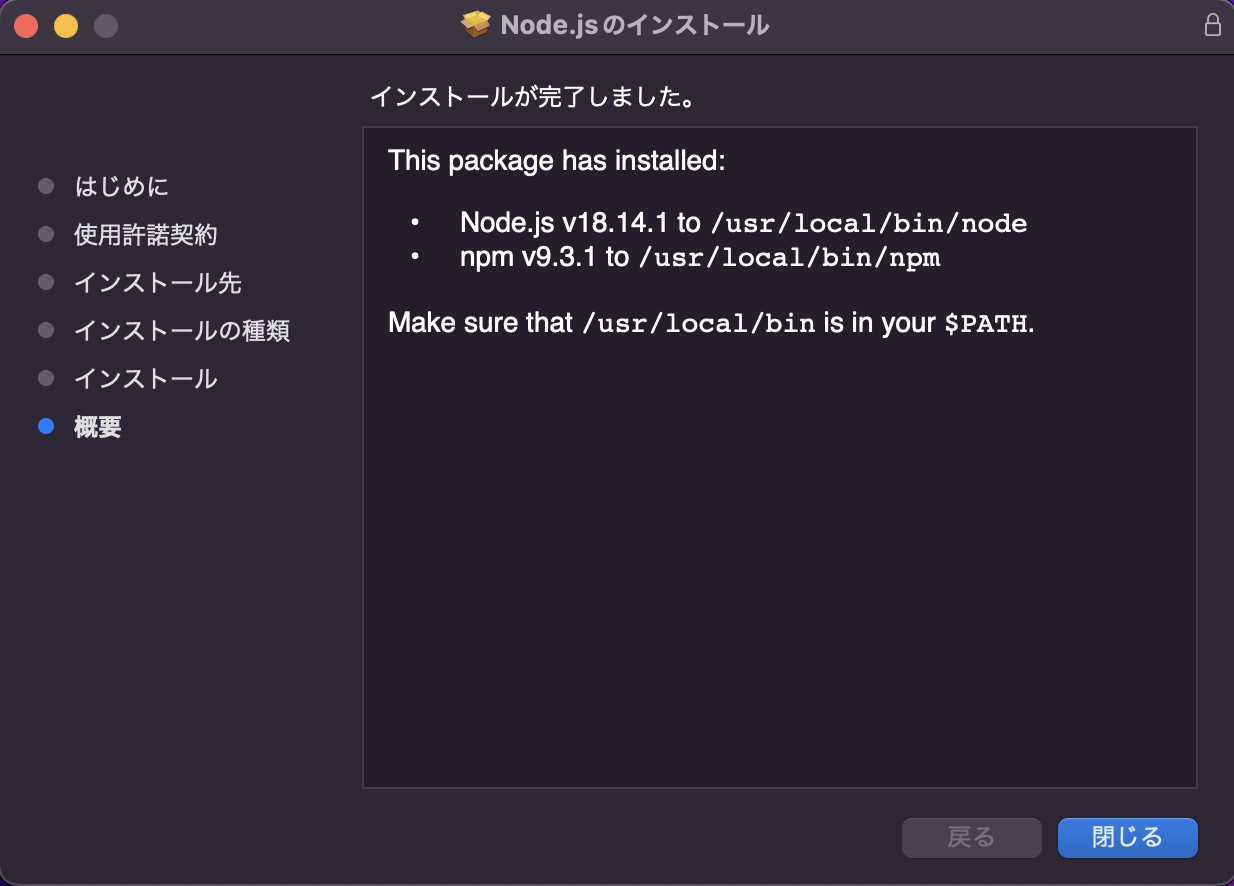 Node.jsのインストール
インストールが完了しました。
はじめに
使用許諾契約
インストール先
インストールの種類
インストール
概要
This package has installed:
• Node.js v18.14.1 to /usr/local/bin/node
• npm v9.3.1 to /usr/local/bin/npm
Make sure that /usr/local/bin is in your $PATH.
戻る
閉じる